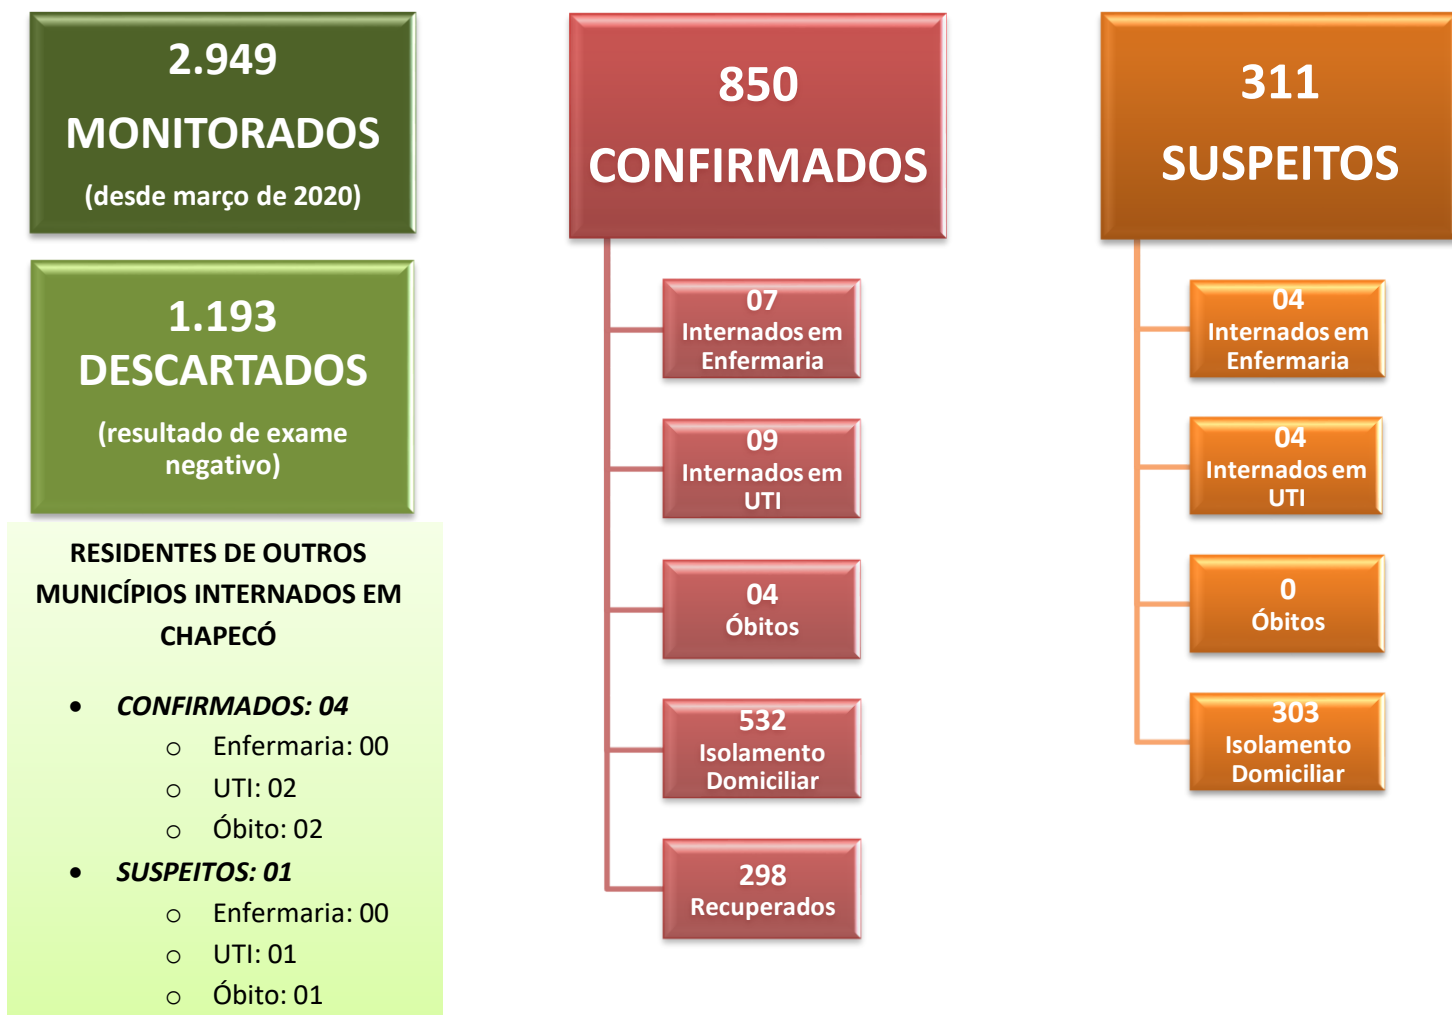 2.949
MONITORADOS
(desde março de 2020)
1.193
DESCARTADOS
(resultado de exame
negativo)
RESIDENTES DE OUTROS
MUNICÍPIOS INTERNADOS EM
CHAPECÓ
• CONFIRMADOS: 04
o Enfermaria: 00
o UTI: 02
o Óbito: 02
• SUSPEITOS: 01
o Enfermaria: 00
o UTI: 01
o Óbito: 01
850
CONFIRMADOS
07
Internados em
Enfermaria
09
Internados em
UTI
04
Óbitos
532
Isolamento
Domiciliar
298
Recuperados
311
SUSPEITOS
04
Internados em
Enfermaria
04
Internados em
UTI
0
Óbitos
303
Isolamento
Domiciliar